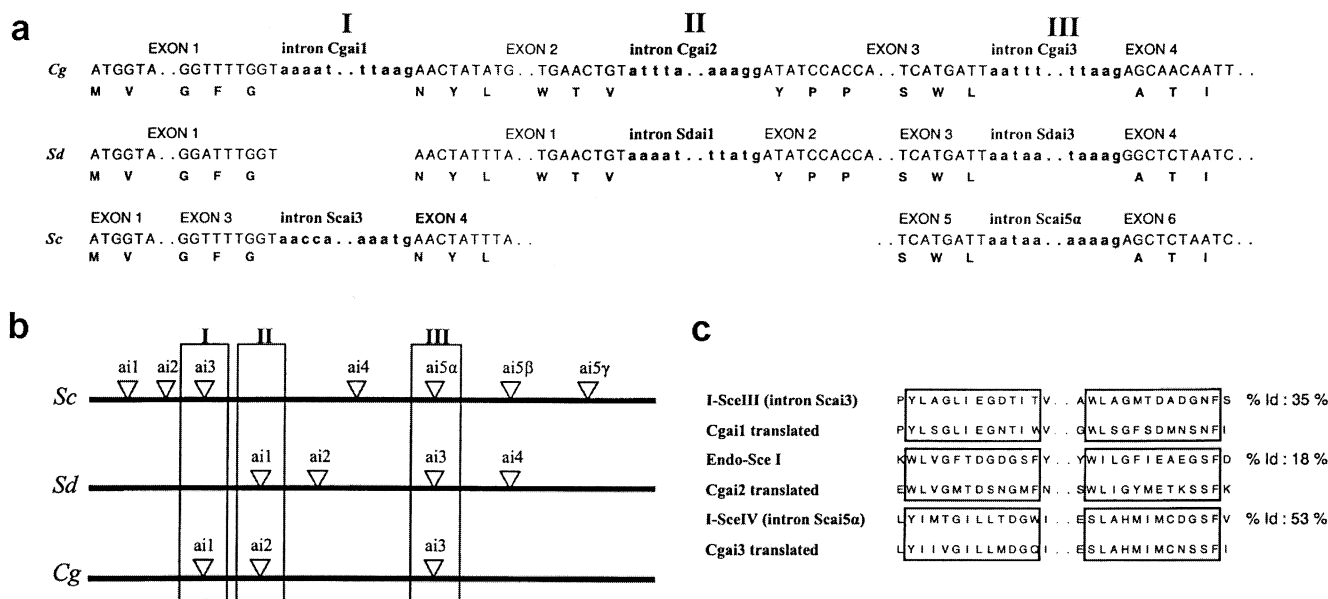 a
I II III
EXON 1 intron Cgai1 EXON 2 intron Cgai2 EXON 3 intron Cgai3 EXON 4
Cg ATGGTA..GGTTTTGGTaaaat..ttaagAACTATATG..TGAACTGTattta..aaaggATATCCACCA..TCATGATTaattt..ttaagAGCAACAATT..
M V G F G N Y L W T V Y P P S W L A T I
EXON 1 EXON 1 intron Sdai1 EXON 2 EXON 3 intron Sdai3 EXON 4
Sd ATGGTA..GGATTTGGT AACTATTTA..TGAACTGTaaaat..ttatgATATCCACCA..TCATGATTaataa..taaagGGCTCTAATC..
M V G F G N Y L W T V Y P P S W L A T I
EXON 1 EXON 3 intron Scai3 EXON 4 EXON 5 intron Scai5α EXON 6
Sc ATGGTA..GGTTTTGGTaacca..aaatgAACTATTTA.. ..TCATGATTaataa..aaaagAGCTCTAATC..
M V G F G N Y L S W L A T I
b
I II III
ai1 ai2 ai3 ai4 ai5α ai5β ai5γ
Sc
ai1 ai2 ai3 ai4
Sd
ai1 ai2 ai3
Cg
c
I-SceIII (intron Scai3) PYLAGLIEGDTITV..AWLAGMTDADGNFS % Id : 35 %
Cgai1 translated PYLSGLIEGNTIWV..GWLSGFSDMNSNFI
Endo-Sce I KWLVGFTDGDGSFY..YWILGFIEAEGSFD % Id : 18 %
Cgai2 translated EWLVGMTDSNGMFN..SWLIGYMETKSSFK
I-SceIV (intron Scai5α) LYIMTGILLTDGWI..ESLAHMIMCDGSFV % Id : 53 %
Cgai3 translated LYIIVGILLMDGQI..ESLAHMIMCNSSFI